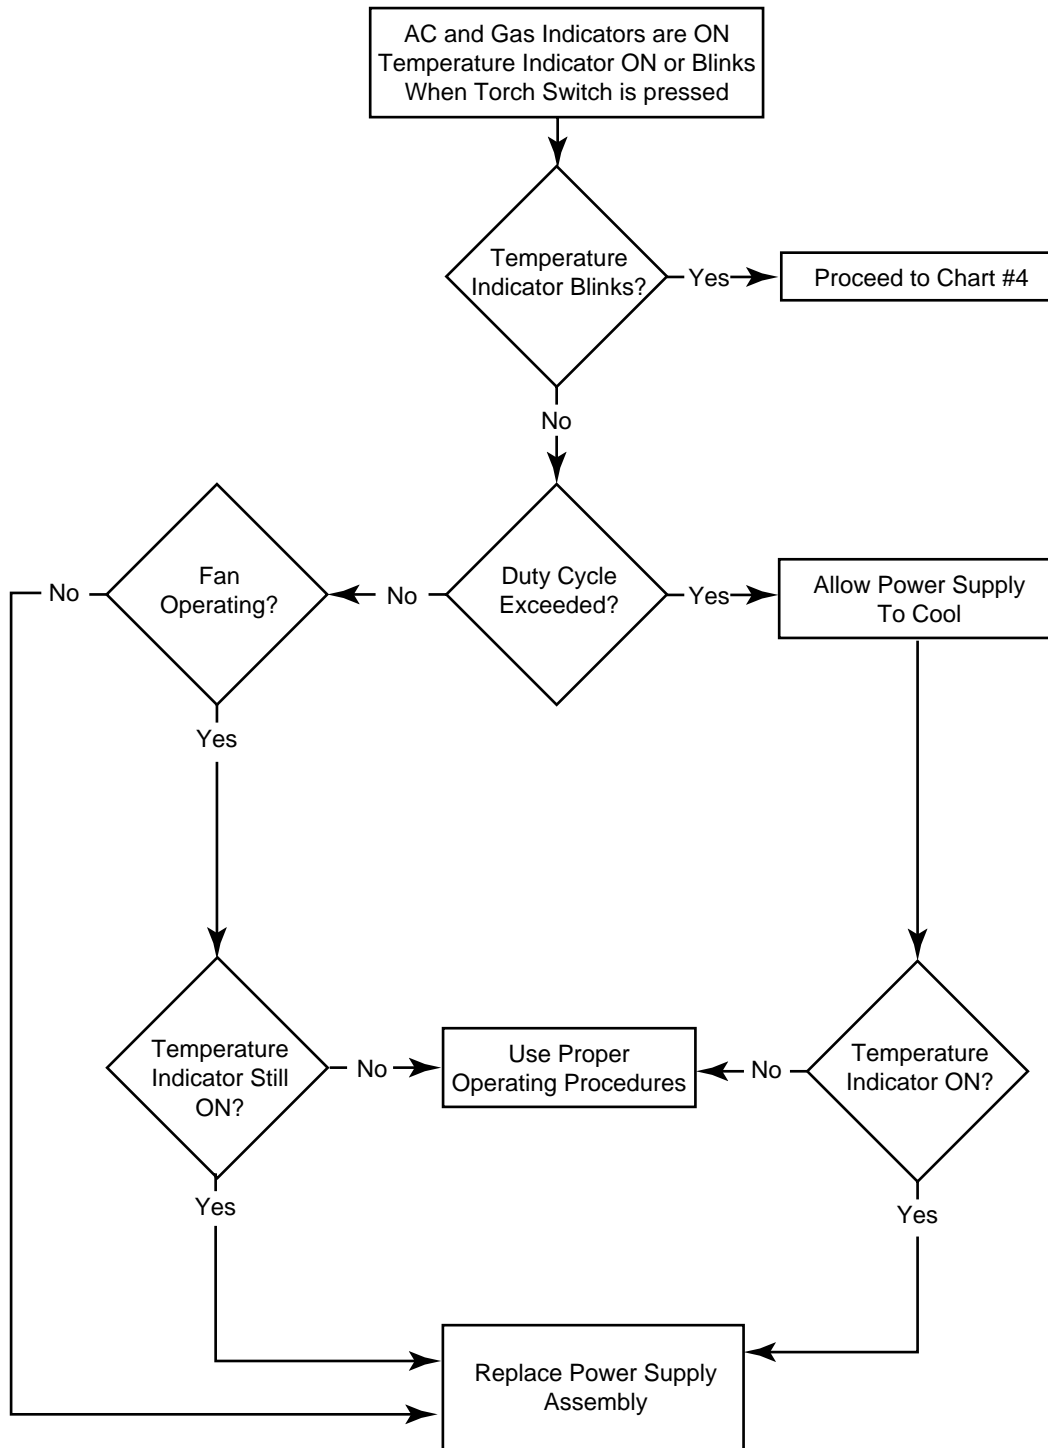 AC and Gas Indicators are ON
Temperature Indicator ON or Blinks
When Torch Switch is pressed
Temperature
Indicator Blinks?
Yes
Proceed to Chart #4
No
Fan
Operating?
No
No
Duty Cycle
Exceeded?
Yes
Allow Power Supply
To Cool
Yes
Temperature
Indicator Still
ON?
No
Use Proper
Operating Procedures
No
Temperature
Indicator ON?
Yes
Yes
Replace Power Supply
Assembly